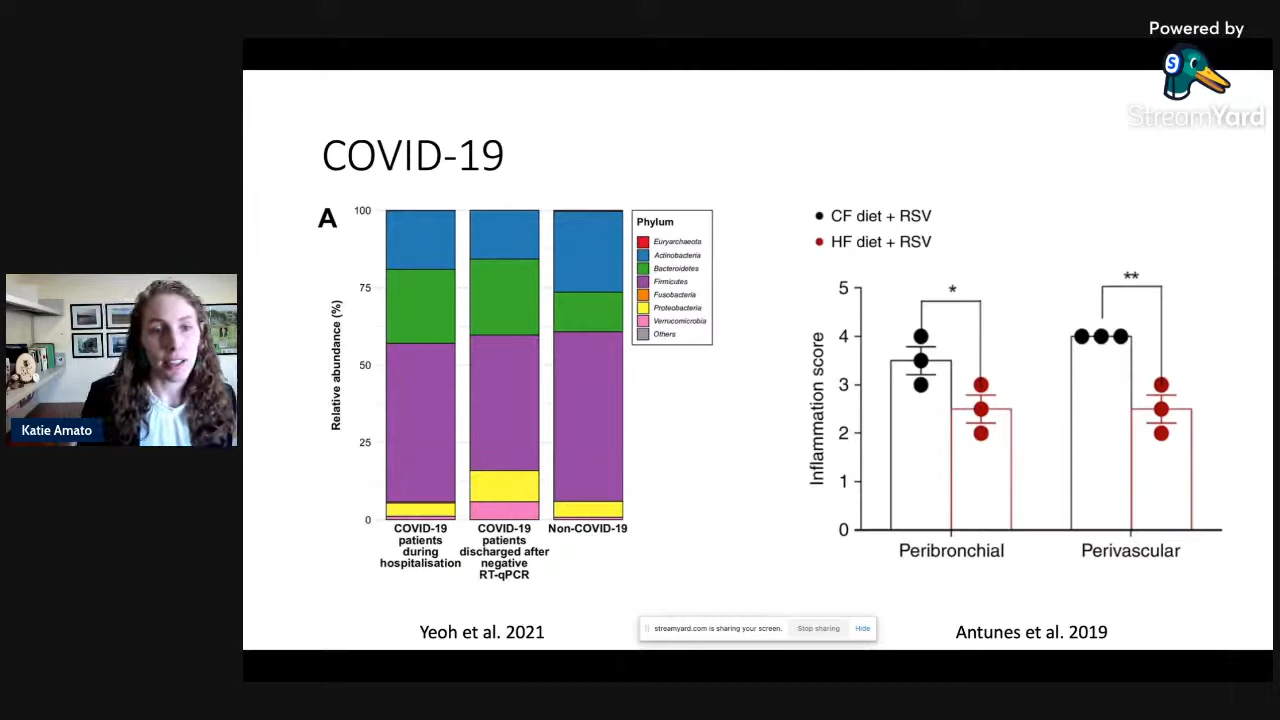 Powered by
StreamYard
COVID-19
A
100
75
50
25
0
Relative abundance (%)
Phylum
Euryarchaeota
Actinobacteria
Bacteroidetes
Firmicutes
Fusobacteria
Proteobacteria
Verrucomicrobia
Others
COVID-19
patients
during
hospitalisation
COVID-19
patients
discharged after
negative
RT-qPCR
Non-COVID-19
Yeoh et al. 2021
CF diet + RSV
HF diet + RSV
*
**
5
4
3
2
1
0
Inflammation score
Peribronchial
Perivascular
Antunes et al. 2019
streamyard.com is sharing your screen.
Stop sharing
Hide
Katie Amato
S